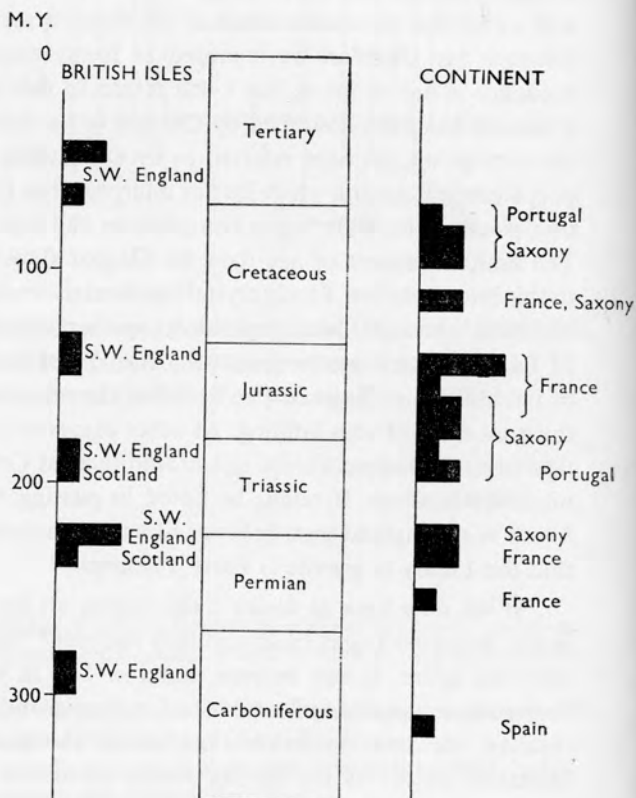 M. Y.
0
BRITISH ISLES
CONTINENT
Tertiary
S.W. England
Portugal
Saxony
100
Cretaceous
France, Saxony
S.W. England
Jurassic
France
S.W. England
Scotland
Saxony
Triassic
Portugal
200
S.W.
England
Scotland
Saxony
France
Permian
France
S.W. England
300
Carboniferous
Spain